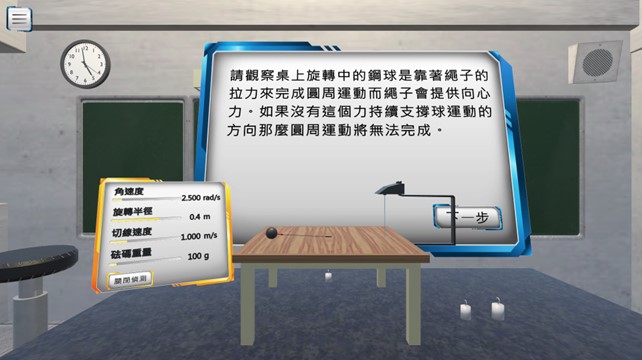 請觀察桌上旋轉中的鋼球是靠著繩子的
拉力來完成圓周運動而繩子會提供向心
力。如果沒有這個力持續支撐球運動的
方向那麼圓周運動將無法完成。
角速度 2.500 rad/s
旋轉半徑 0.4 m
切線速度 1.000 m/s
砝碼重量 100 g
關閉偵測
下一步